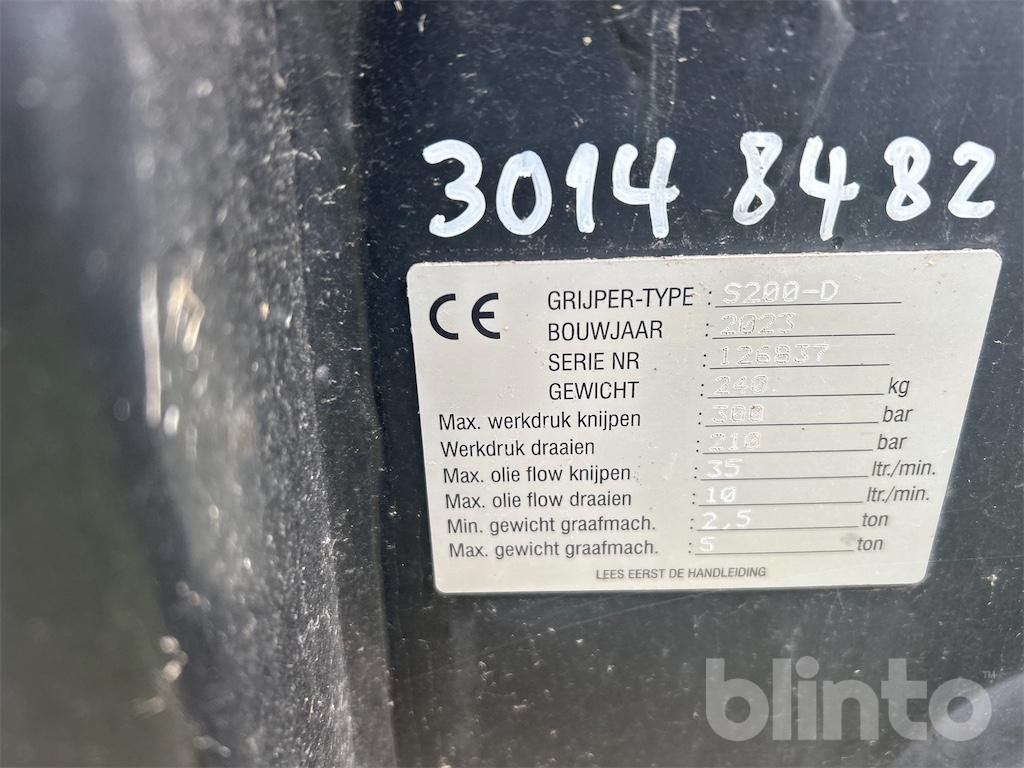 3014 8482
CE
GRIJPER-TYPE : S200-D
BOUWJAAR : 2023
SERIE NR : 126837
GEWICHT : 240 kg
Max. werkdruk knijpen : 300 bar
Werkdruk draaien : 210 bar
Max. olie flow knijpen : 35 ltr./min.
Max. olie flow draaien : 10 ltr./min.
Min. gewicht graafmach. : 2,5 ton
Max. gewicht graafmach. : 5 ton
LEES EERST DE HANDLEIDING
blinto™